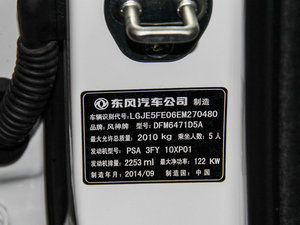 东风汽车公司 制造
车辆识别代号: LGJE5FE06EM270480
品牌: 风神牌 型号: DFM6471D5A
最大允许总质量: 2010 kg 乘坐人数: 5 人
发动机型号: PSA 3FY 10XP01
发动机排量: 2253 ml 最大净功率: 122 KW
制造年月: 2014/09 制造国: 中国